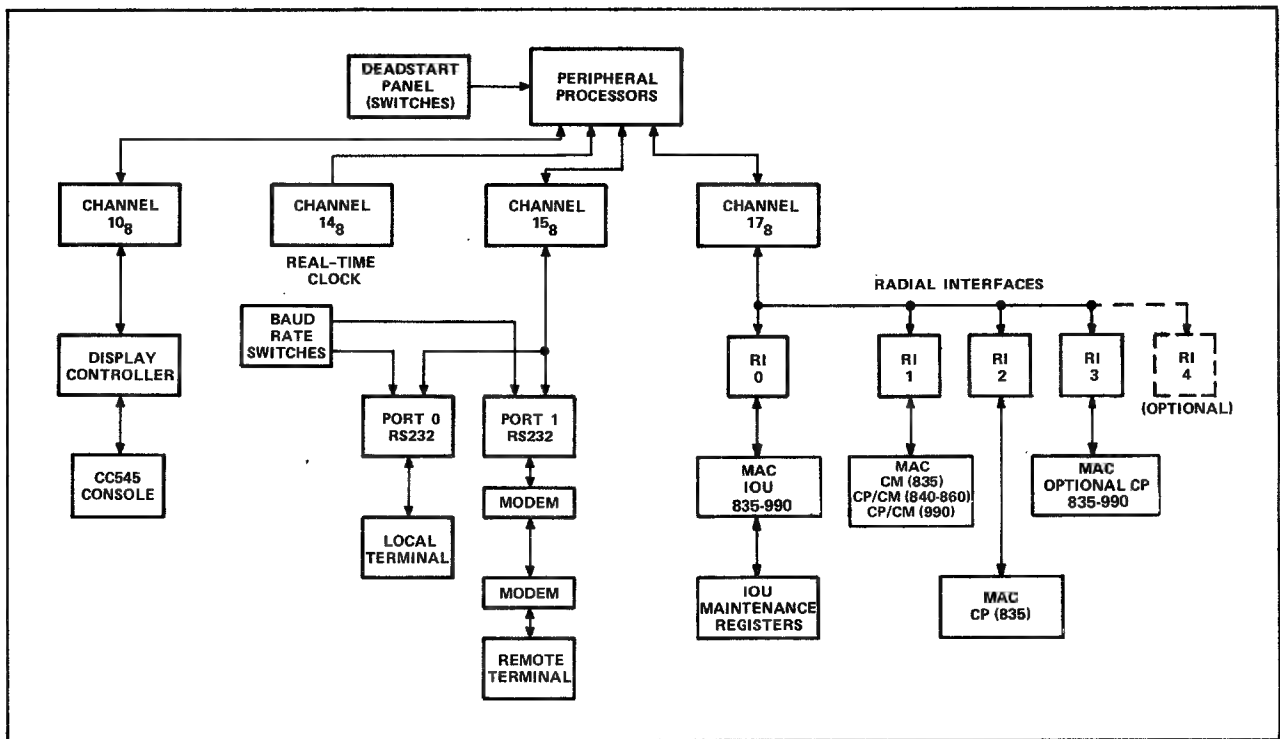 DEADSTART
PANEL
(SWITCHES)
PERIPHERAL
PROCESSORS
CHANNEL
10₈
CHANNEL
14₈
REAL-TIME
CLOCK
CHANNEL
15₈
CHANNEL
17₈
RADIAL INTERFACES
BAUD
RATE
SWITCHES
DISPLAY
CONTROLLER
CC545
CONSOLE
PORT 0
RS232
PORT 1
RS232
LOCAL
TERMINAL
MODEM
MODEM
REMOTE
TERMINAL
RI
0
RI
1
RI
2
RI
3
RI
4
(OPTIONAL)
MAC
IOU
835-990
MAC
CM (835)
CP/CM (840-860)
CP/CM (990)
MAC
OPTIONAL CP
835-990
IOU
MAINTENANCE
REGISTERS
MAC
CP (835)